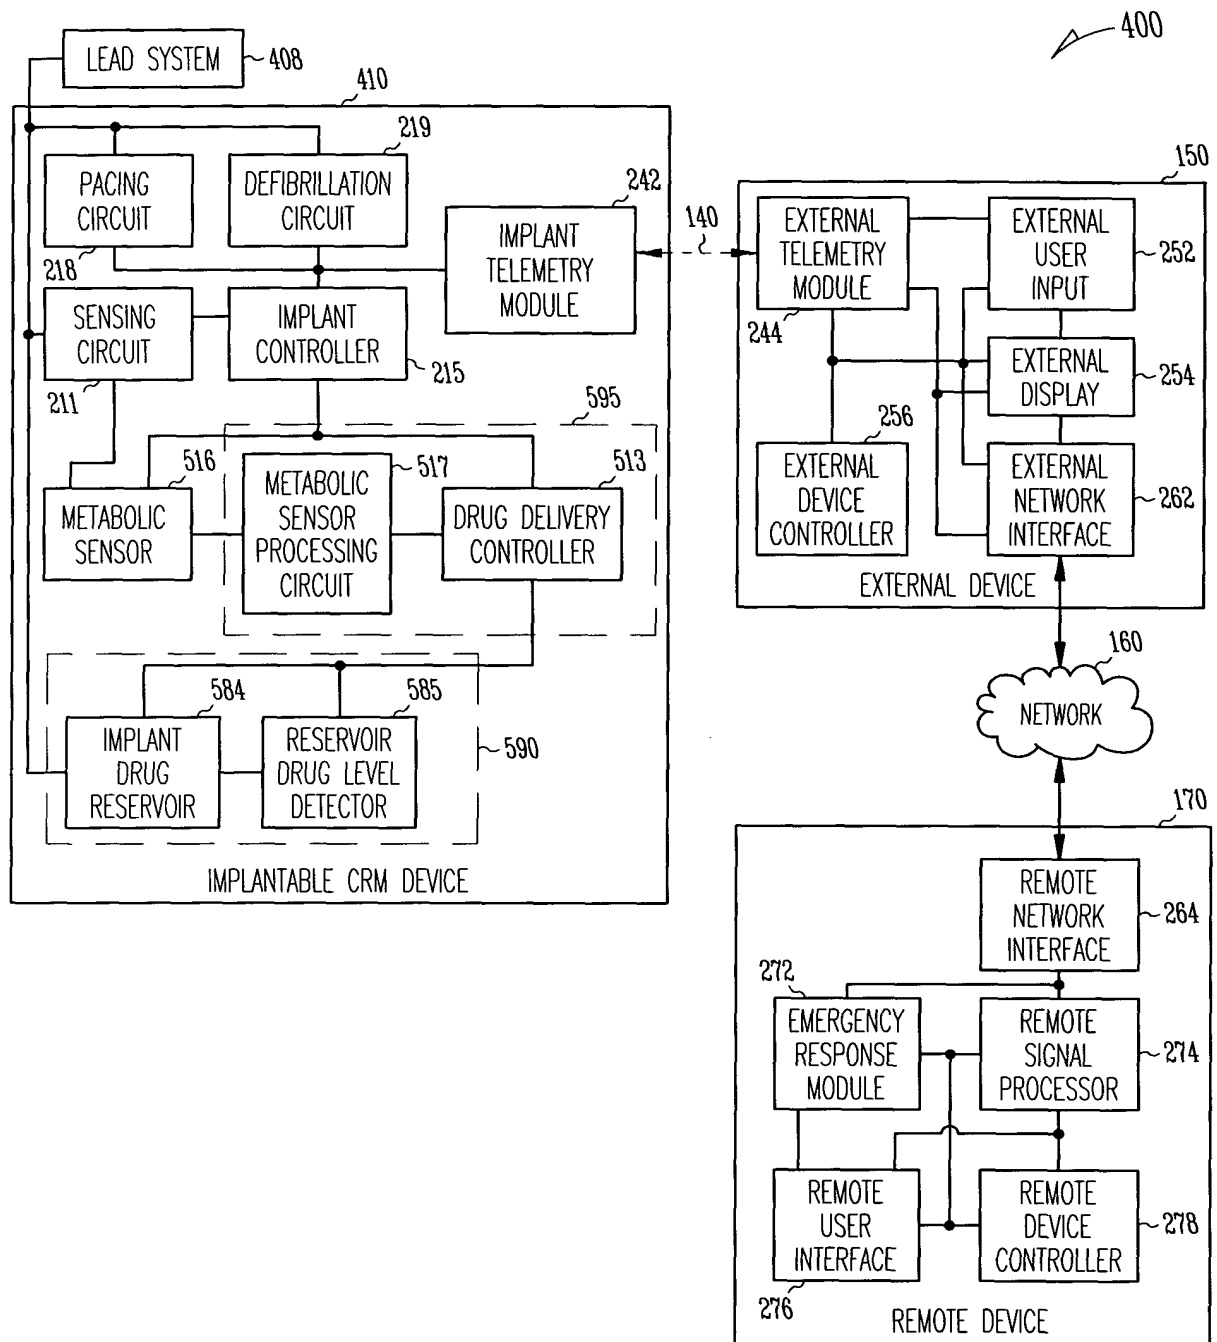 400
LEAD SYSTEM
408
410
PACING
CIRCUIT
218
219
DEFIBRILLATION
CIRCUIT
242
IMPLANT
TELEMETRY
MODULE
SENSING
CIRCUIT
211
IMPLANT
CONTROLLER
215
595
516
METABOLIC
SENSOR
517
METABOLIC
SENSOR
PROCESSING
CIRCUIT
513
DRUG DELIVERY
CONTROLLER
584
IMPLANT
DRUG
RESERVOIR
585
RESERVOIR
DRUG LEVEL
DETECTOR
590
IMPLANTABLE CRM DEVICE
140
150
EXTERNAL
TELEMETRY
MODULE
244
EXTERNAL
USER
INPUT
252
EXTERNAL
DISPLAY
254
256
EXTERNAL
DEVICE
CONTROLLER
EXTERNAL
NETWORK
INTERFACE
262
EXTERNAL DEVICE
160
NETWORK
170
REMOTE
NETWORK
INTERFACE
264
272
EMERGENCY
RESPONSE
MODULE
REMOTE
SIGNAL
PROCESSOR
274
REMOTE
USER
INTERFACE
276
REMOTE
DEVICE
CONTROLLER
278
REMOTE DEVICE